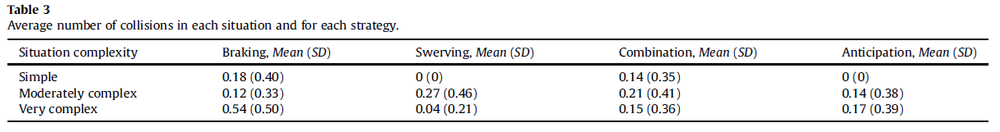 Table 3
Average number of collisions in each situation and for each strategy.
Situation complexity Braking, Mean (SD) Swerving, Mean (SD) Combination, Mean (SD) Anticipation, Mean (SD)
Simple 0.18 (0.40) 0 (0) 0.14 (0.35) 0 (0)
Moderately complex 0.12 (0.33) 0.27 (0.46) 0.21 (0.41) 0.14 (0.38)
Very complex 0.54 (0.50) 0.04 (0.21) 0.15 (0.36) 0.17 (0.39)